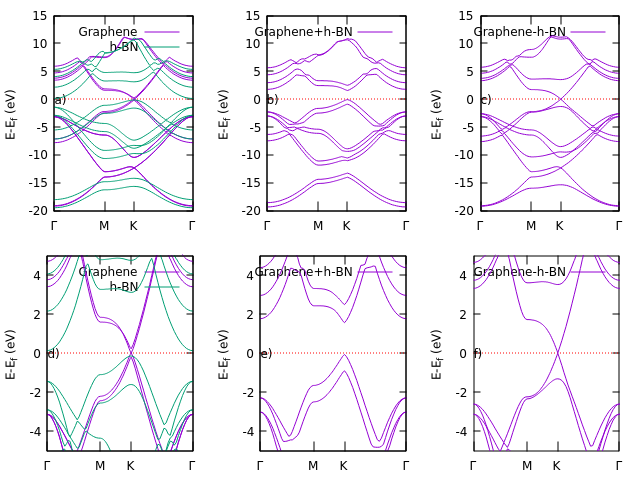 15
10
5
0
-5
-10
-15
-20
E-Ef (eV)
Γ M K Γ
Graphene
h-BN
a)
15
10
5
0
-5
-10
-15
-20
E-Ef (eV)
Γ M K Γ
Graphene+h-BN
b)
15
10
5
0
-5
-10
-15
-20
E-Ef (eV)
Γ M K Γ
Graphene-h-BN
c)
4
2
0
-2
-4
E-Ef (eV)
Γ M K Γ
Graphene
h-BN
d)
4
2
0
-2
-4
E-Ef (eV)
Γ M K Γ
Graphene+h-BN
e)
4
2
0
-2
-4
E-Ef (eV)
Γ M K Γ
Graphene-h-BN
f)